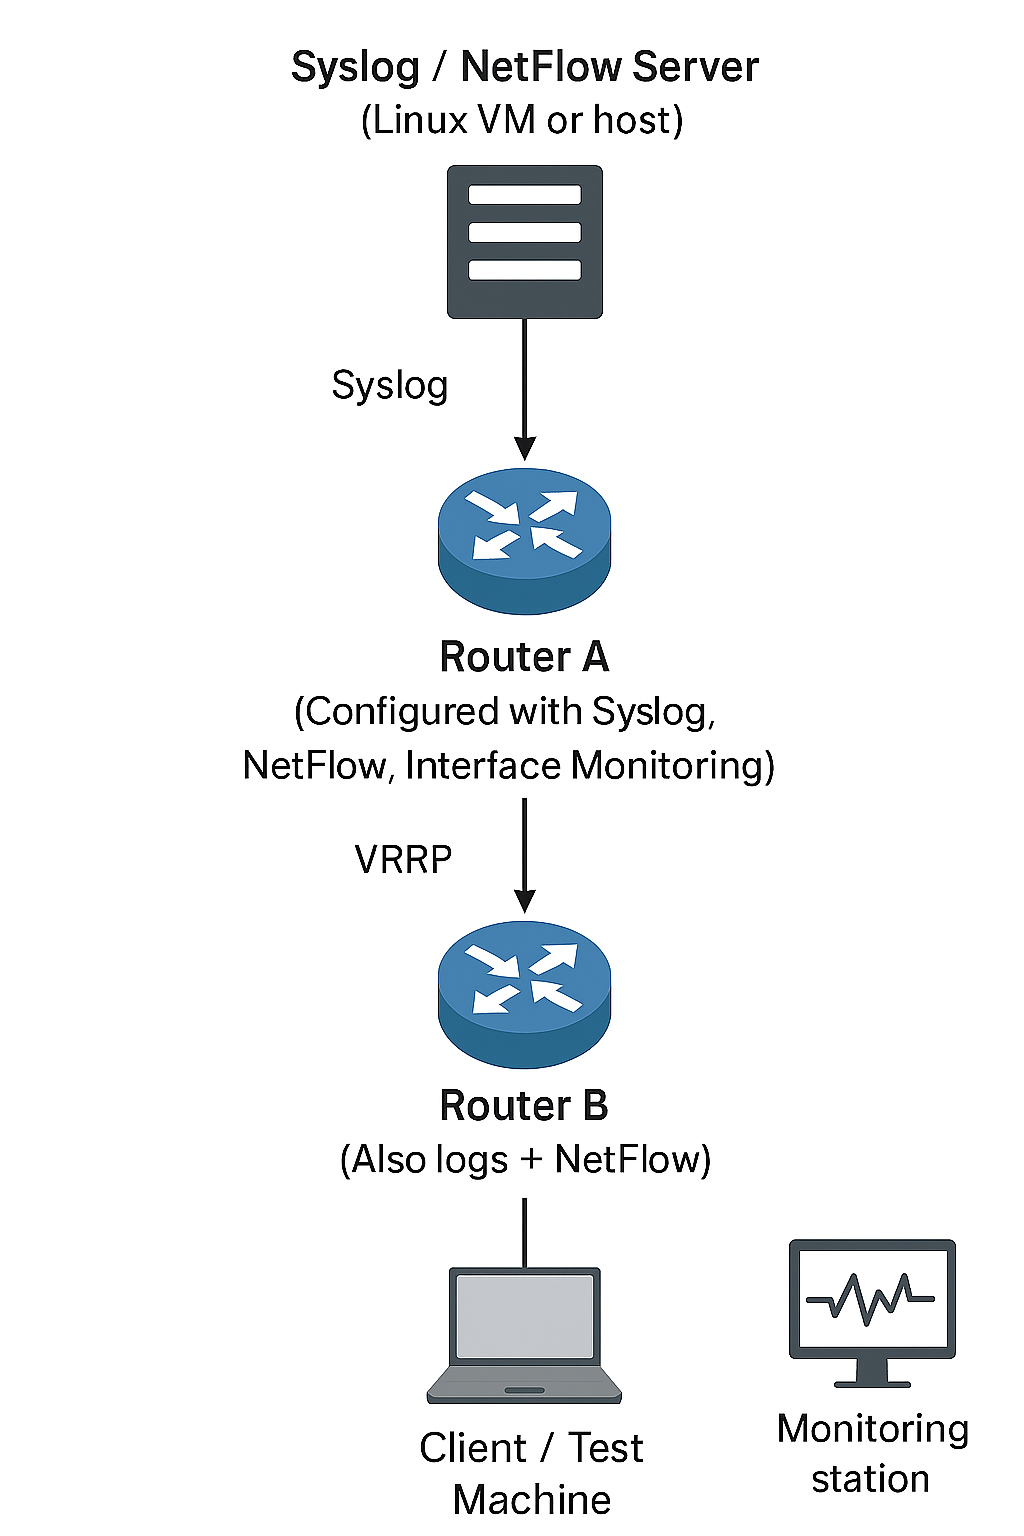 Syslog / NetFlow Server
(Linux VM or host)
Syslog
Router A
(Configured with Syslog,
NetFlow, Interface Monitoring)
VRRP
Router B
(Also logs + NetFlow)
Client / Test
Machine
Monitoring
station